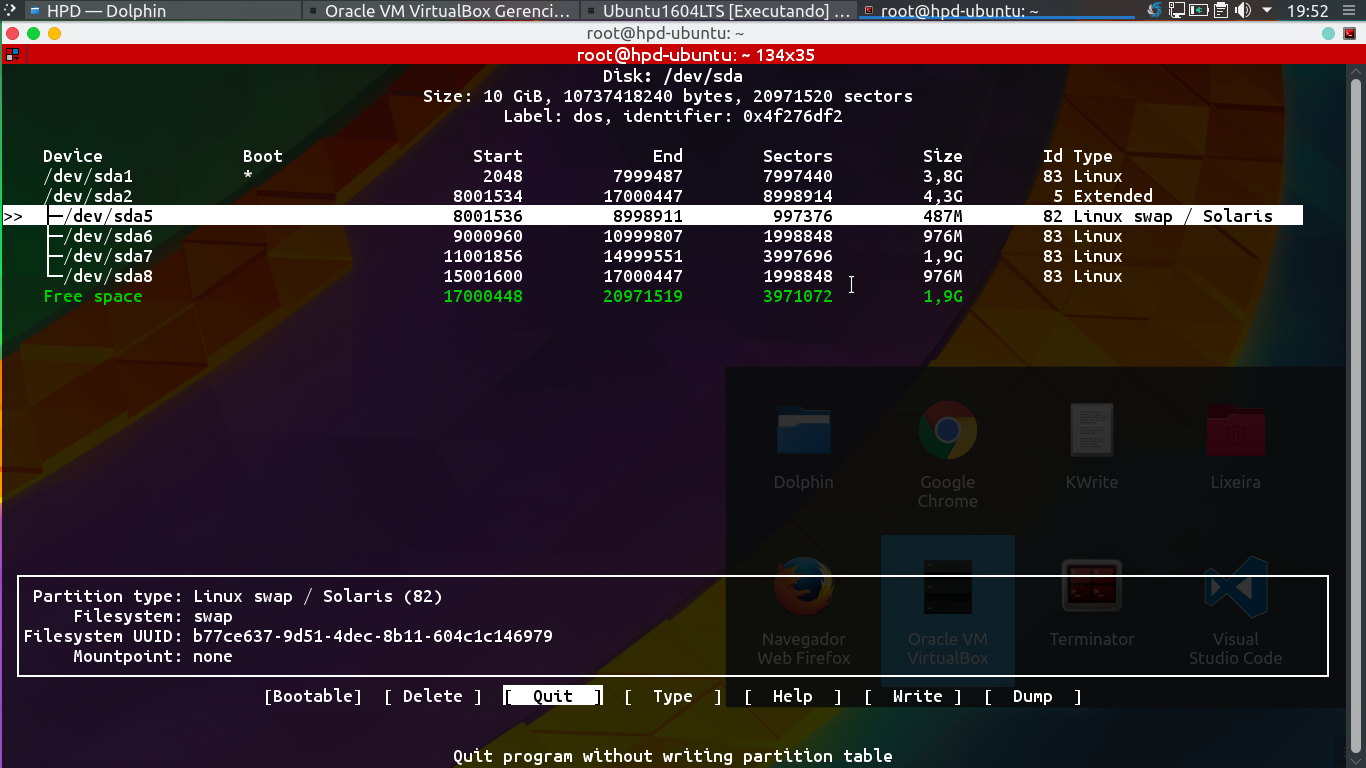 HPD — Dolphin
Oracle VM VirtualBox Gerenci...
Ubuntu1604LTS [Executando] ...
root@hpd-ubuntu: ~
19:52
root@hpd-ubuntu: ~
root@hpd-ubuntu: ~ 134x35
Disk: /dev/sda
Size: 10 GiB, 10737418240 bytes, 20971520 sectors
Label: dos, identifier: 0x4f276df2
Device Boot Start End Sectors Size Id Type
/dev/sda1 * 2048 7999487 7997440 3,8G 83 Linux
/dev/sda2 8001534 17000447 8998914 4,3G 5 Extended
>> ├─/dev/sda5 8001536 8998911 997376 487M 82 Linux swap / Solaris
├─/dev/sda6 9000960 10999807 1998848 976M 83 Linux
├─/dev/sda7 11001856 14999551 3997696 1,9G 83 Linux
└─/dev/sda8 15001600 17000447 1998848 976M 83 Linux
Free space 17000448 20971519 3971072 1,9G
Dolphin
Google
Chrome
KWrite
Lixeira
Partition type: Linux swap / Solaris (82)
Filesystem: swap
Filesystem UUID: b77ce637-9d51-4dec-8b11-604c1c146979
Mountpoint: none
Navegador
Web Firefox
Oracle VM
VirtualBox
Terminator
Visual
Studio Code
[Bootable] [ Delete ] [ Quit ] [ Type ] [ Help ] [ Write ] [ Dump ]
Quit program without writing partition table